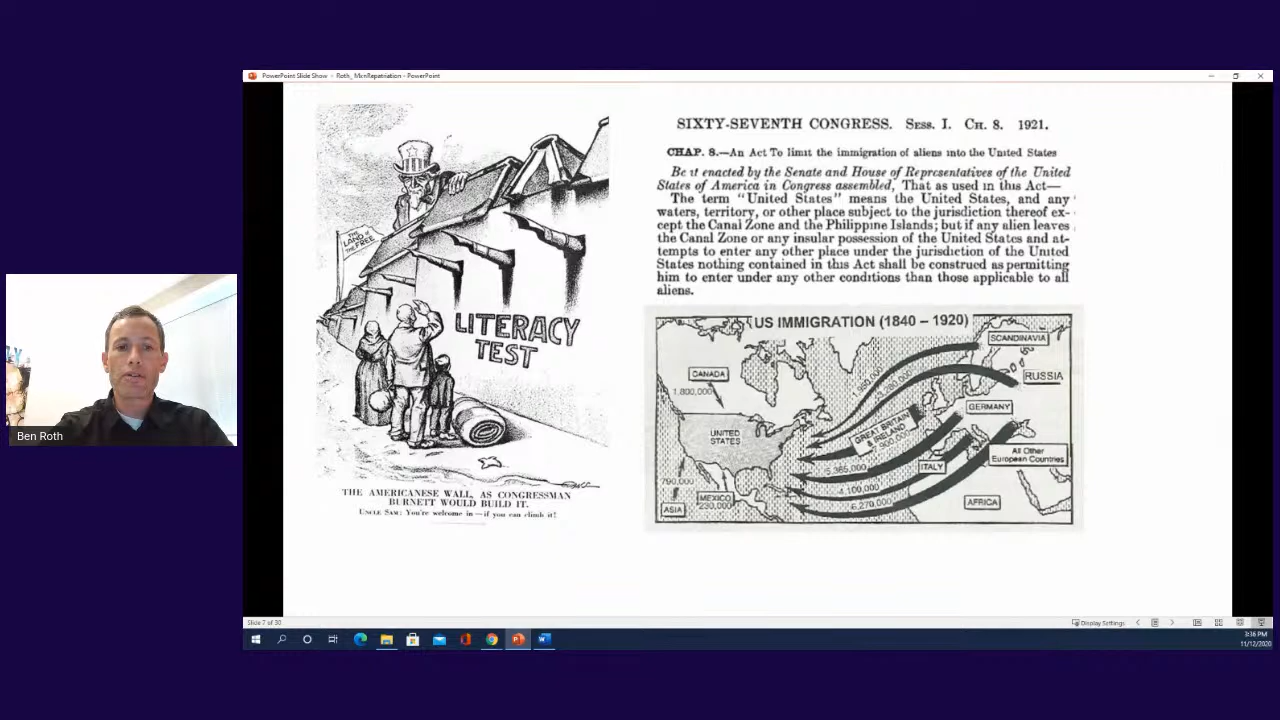 PowerPoint Slide Show - Roth_MxnRepatriation - PowerPoint
THE
LAND of
the FREE
LITERACY
TEST
THE AMERICANESE WALL, AS CONGRESSMAN
BURNETT WOULD BUILD IT.
UNCLE SAM: You're welcome in — if you can climb it!
SIXTY-SEVENTH CONGRESS. SESS. I. CH. 8. 1921.
CHAP. 8.—An Act To limit the immigration of aliens into the United States
Be it enacted by the Senate and House of Representatives of the United
States of America in Congress assembled, That as used in this Act—
The term "United States" means the United States, and any
waters, territory, or other place subject to the jurisdiction thereof ex-
cept the Canal Zone and the Philippine Islands; but if any alien leaves
the Canal Zone or any insular possession of the United States and at-
tempts to enter any other place under the jurisdiction of the United
States nothing contained in this Act shall be construed as permitting
him to enter under any other conditions than those applicable to all
aliens.
US IMMIGRATION (1840 – 1920)
SCANDINAVIA
CANADA
1,800,000
RUSSIA
GERMANY
GREAT BRITAIN
& IRELAND
UNITED
STATES
All Other
European Countries
ITALY
5,385,000
4,100,000
6,270,000
790,000
ASIA
MEXICO
230,000
AFRICA
Ben Roth
Slide 7 of 30
Display Settings
3:36 PM
11/12/2020